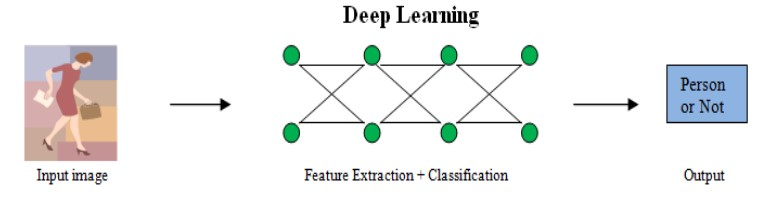 Deep Learning
Person
or Not
Input image
Feature Extraction + Classification
Output